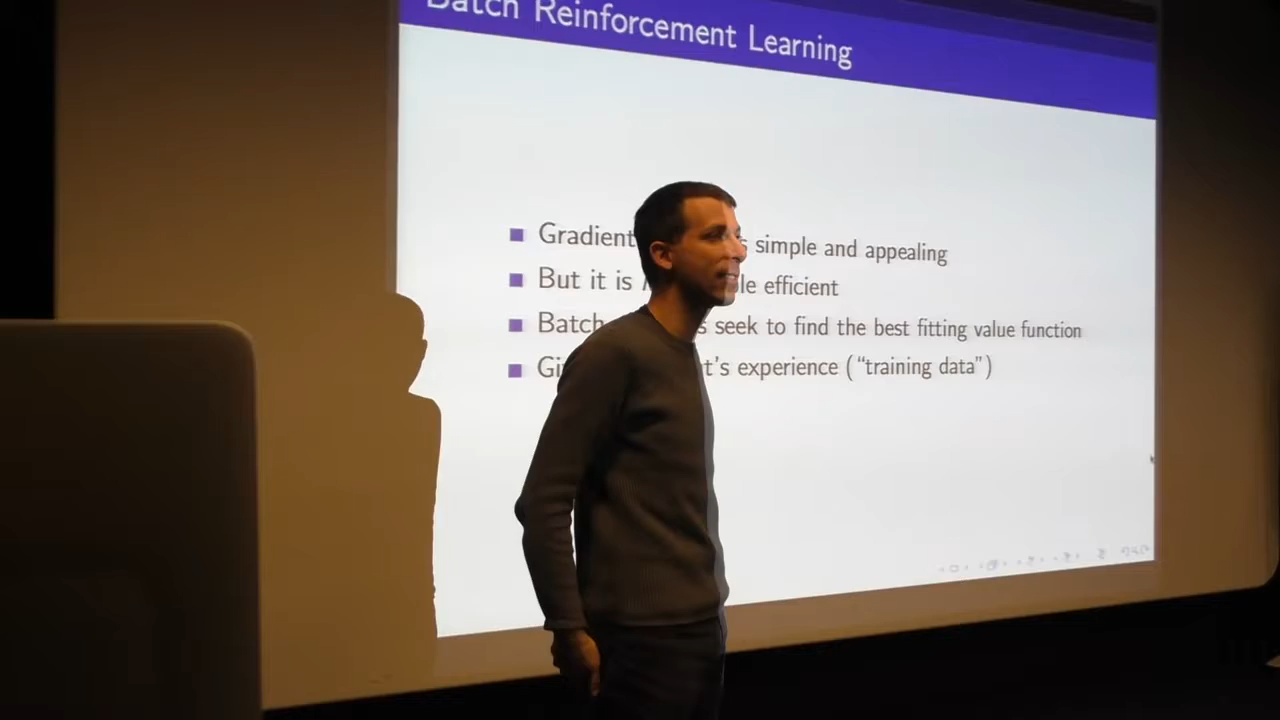 Batch Reinforcement Learning
Gradient s simple and appealing
But it is le efficient
Batch s seek to find the best fitting value function
Gi t's experience (“training data”)